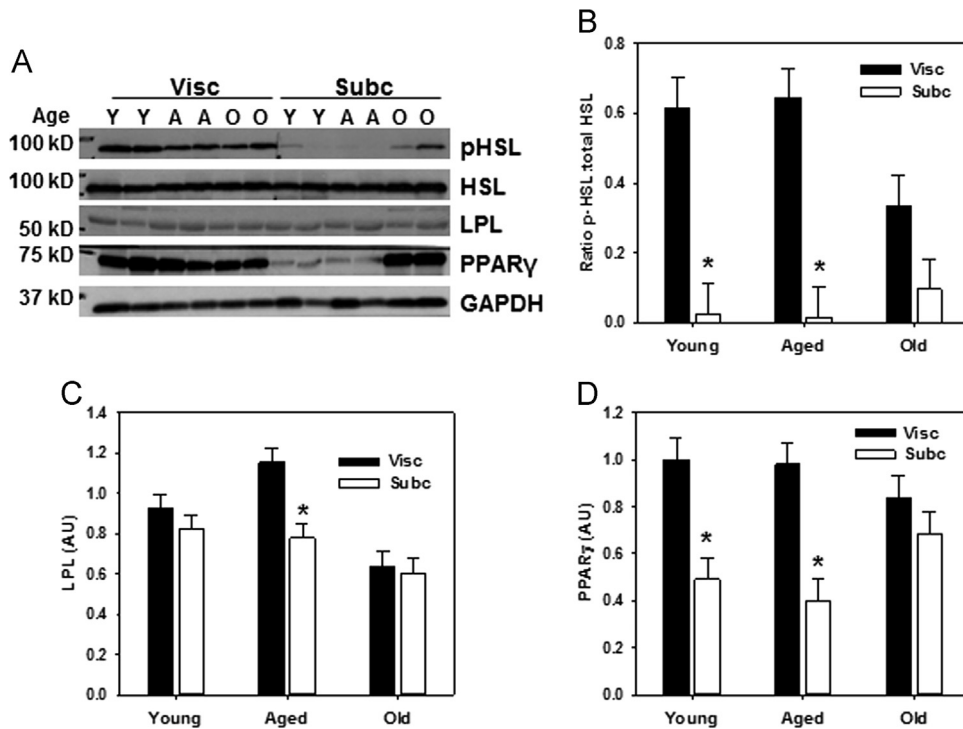 A
Visc Subc
Age Y Y A A O O Y Y A A O O
100 kD pHSL
100 kD HSL
50 kD LPL
75 kD PPARγ
37 kD GAPDH
B
Ratio p-HSL:total HSL
0.8
0.6
0.4
0.2
0.0
Visc
Subc
*
*
Young Aged Old
C
LPL (AU)
1.4
1.2
1.0
0.8
0.6
0.4
0.2
0.0
Visc
Subc
*
Young Aged Old
D
PPARγ (AU)
1.2
1.0
0.8
0.6
0.4
0.2
0.0
Visc
Subc
*
*
Young Aged Old